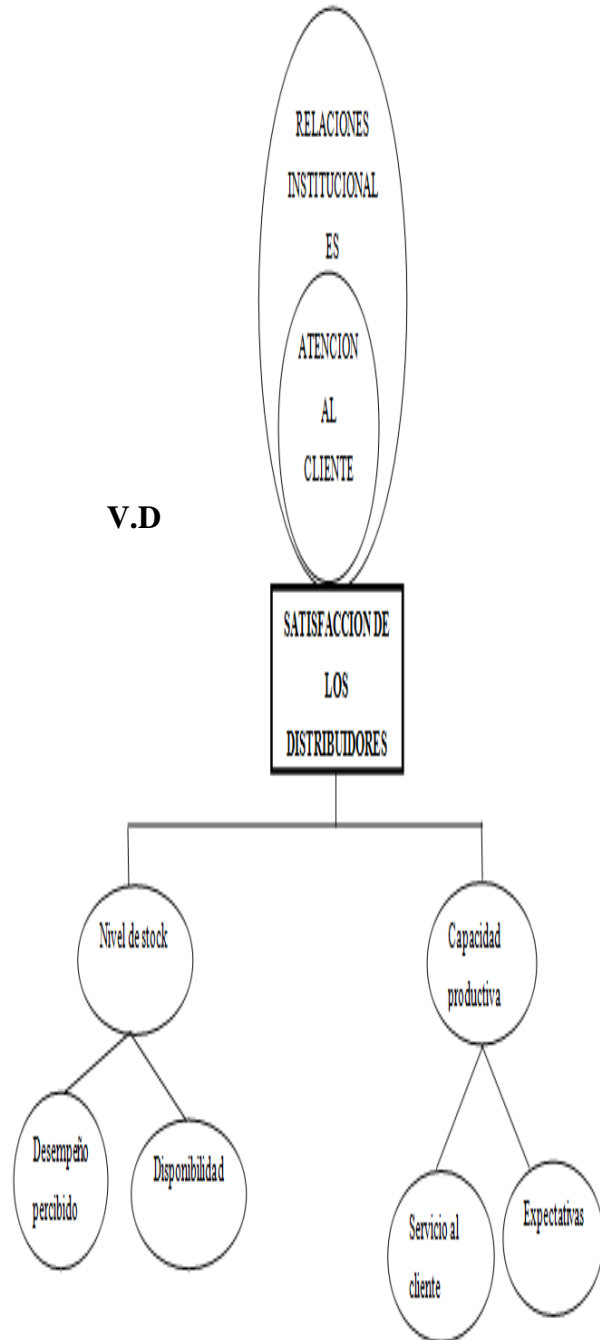 RELACIONES
INSTITUCIONAL
ES
ATENCION
AL
CLIENTE
V.D
SATISFACCION DE
LOS
DISTRIBUIDORES
Nivel de stock
Capacidad
productiva
Desempeño
percibido
Disponibilidad
Servicio al
cliente
Expectativas